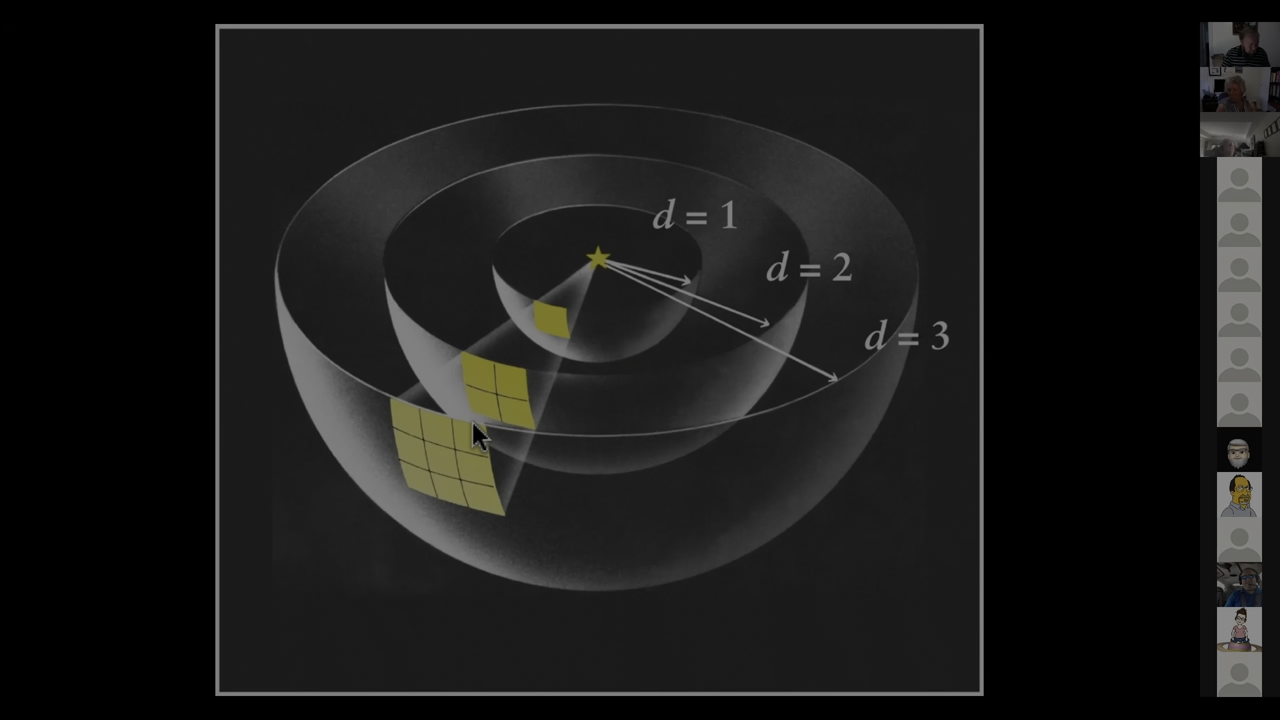 d = 1
d = 2
d = 3